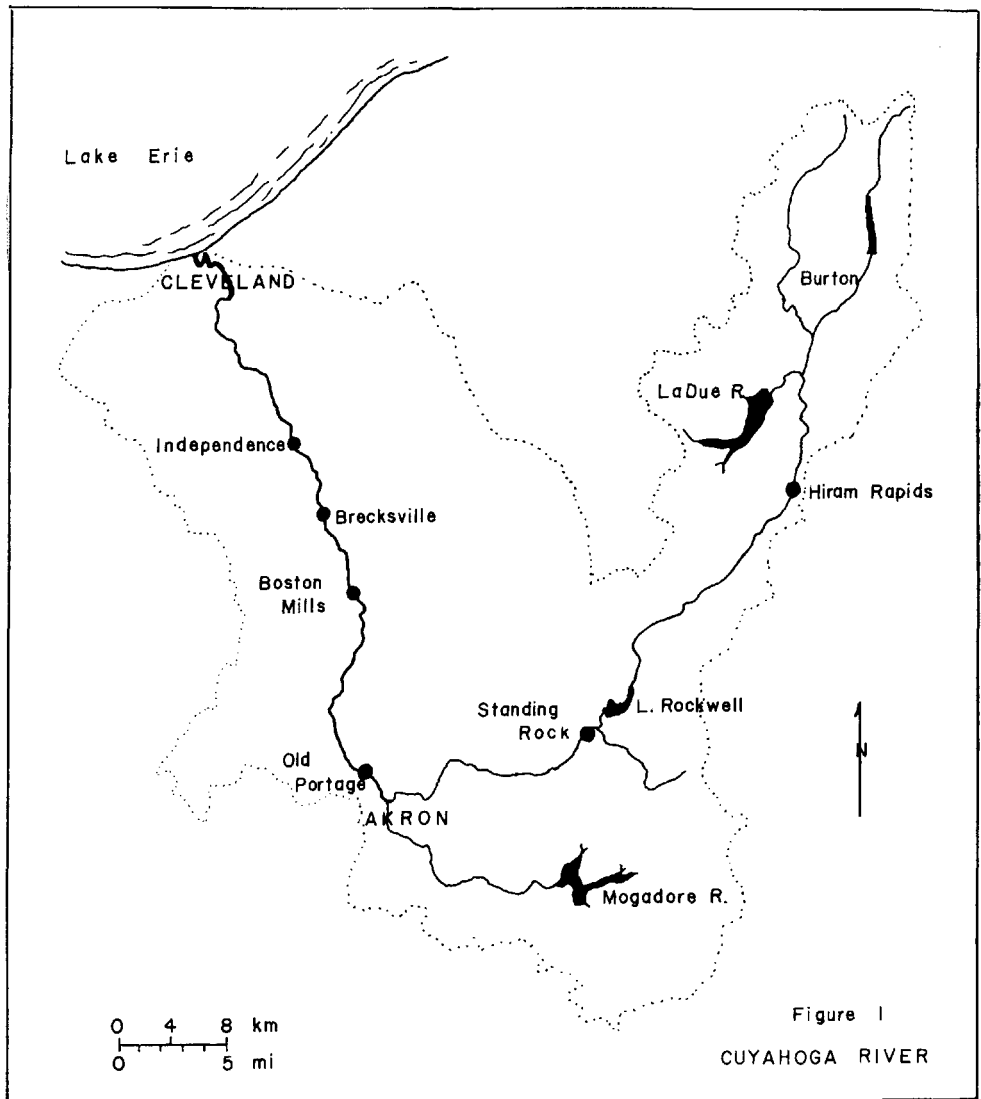 Lake Erie
CLEVELAND
Burton
LaDue R.
Independence
Hiram Rapids
Brecksville
Boston
Mills
Standing
Rock
L. Rockwell
N
Old
Portage
AKRON
Mogadore R.
0 4 8 km
0 5 mi
Figure 1
CUYAHOGA RIVER